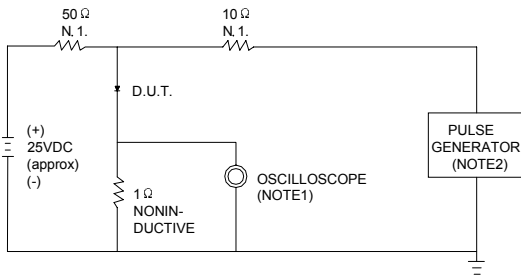 50 Ω
N. 1.
10 Ω
N. 1.
D.U.T.
(+)
25VDC
(approx)
(-)
1 Ω
NONIN-
DUCTIVE
OSCILLOSCOPE
(NOTE1)
PULSE
GENERATOR
(NOTE2)